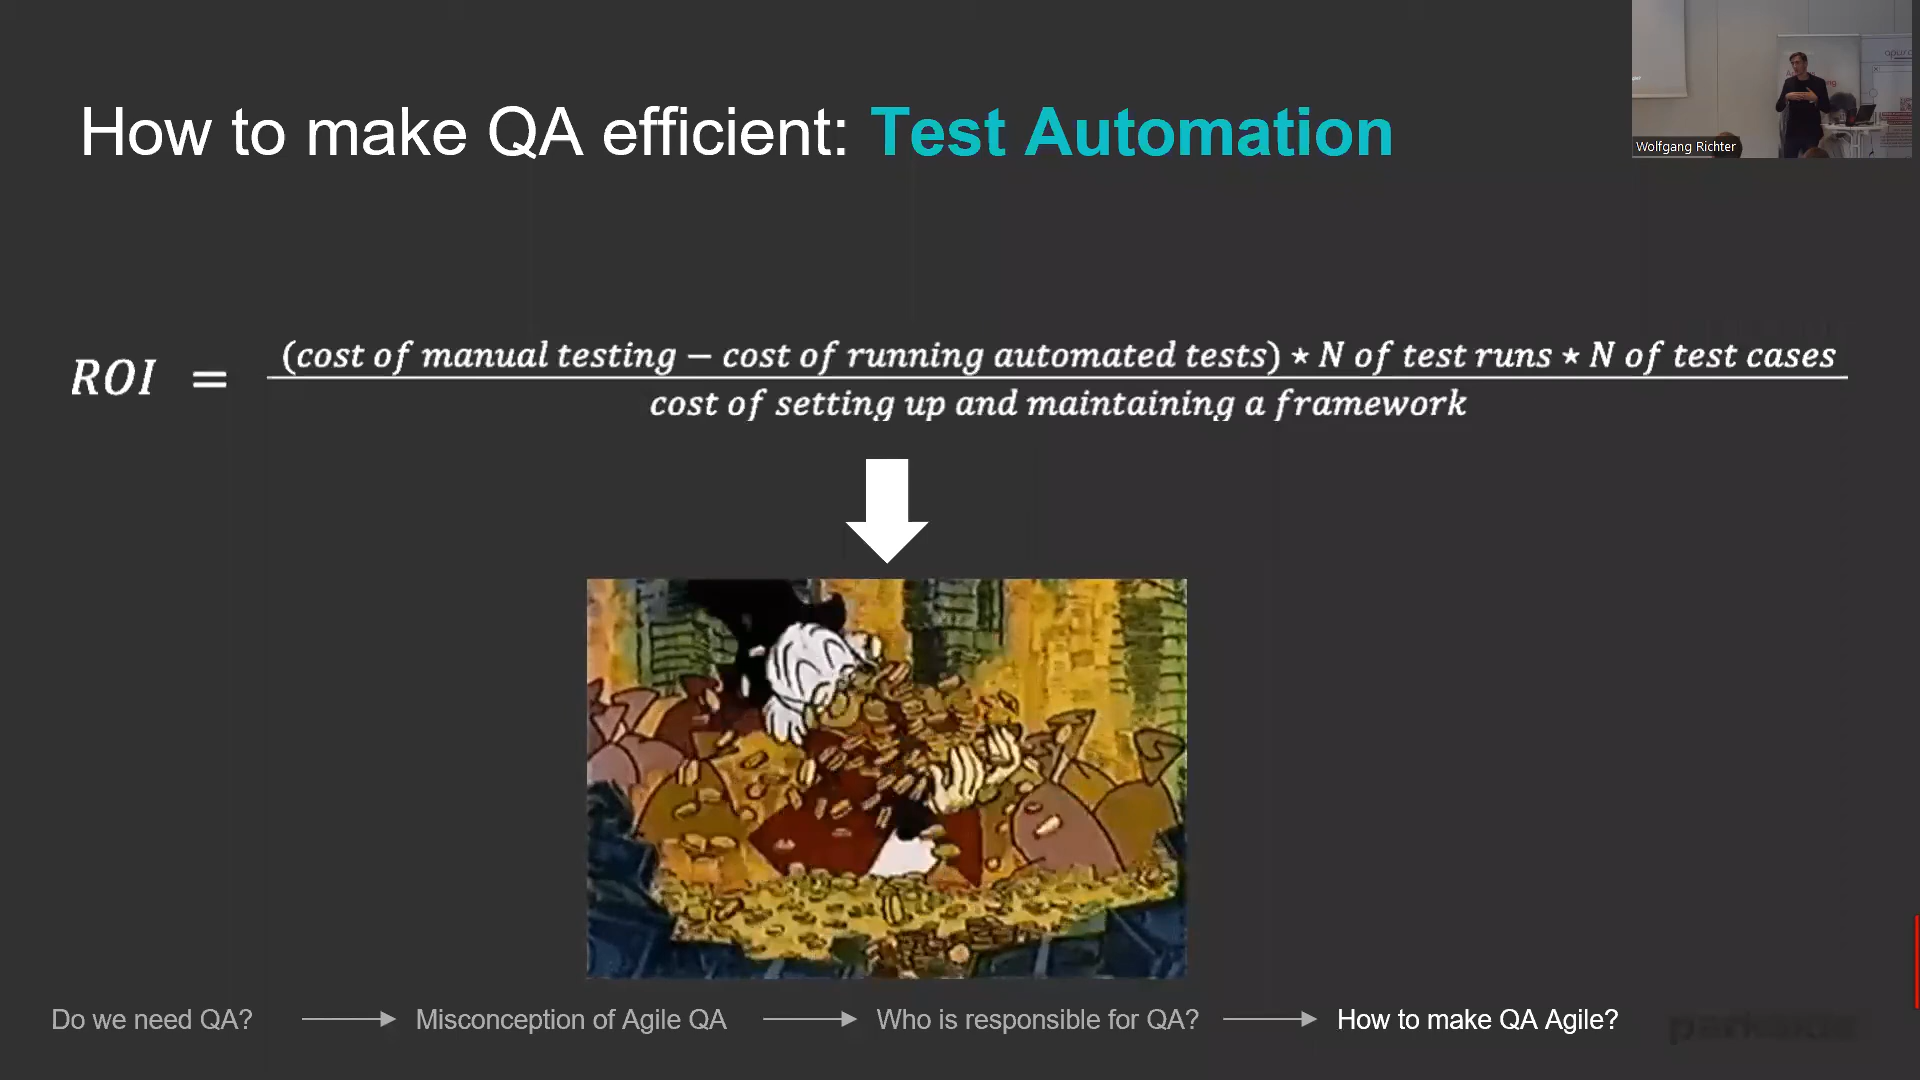 How to make QA efficient: Test Automation
Wolfgang Richter
ROI = (cost of manual testing − cost of running automated tests) ⋆ N of test runs ⋆ N of test cases
cost of setting up and maintaining a framework
Do we need QA? Misconception of Agile QA Who is responsible for QA? How to make QA Agile?